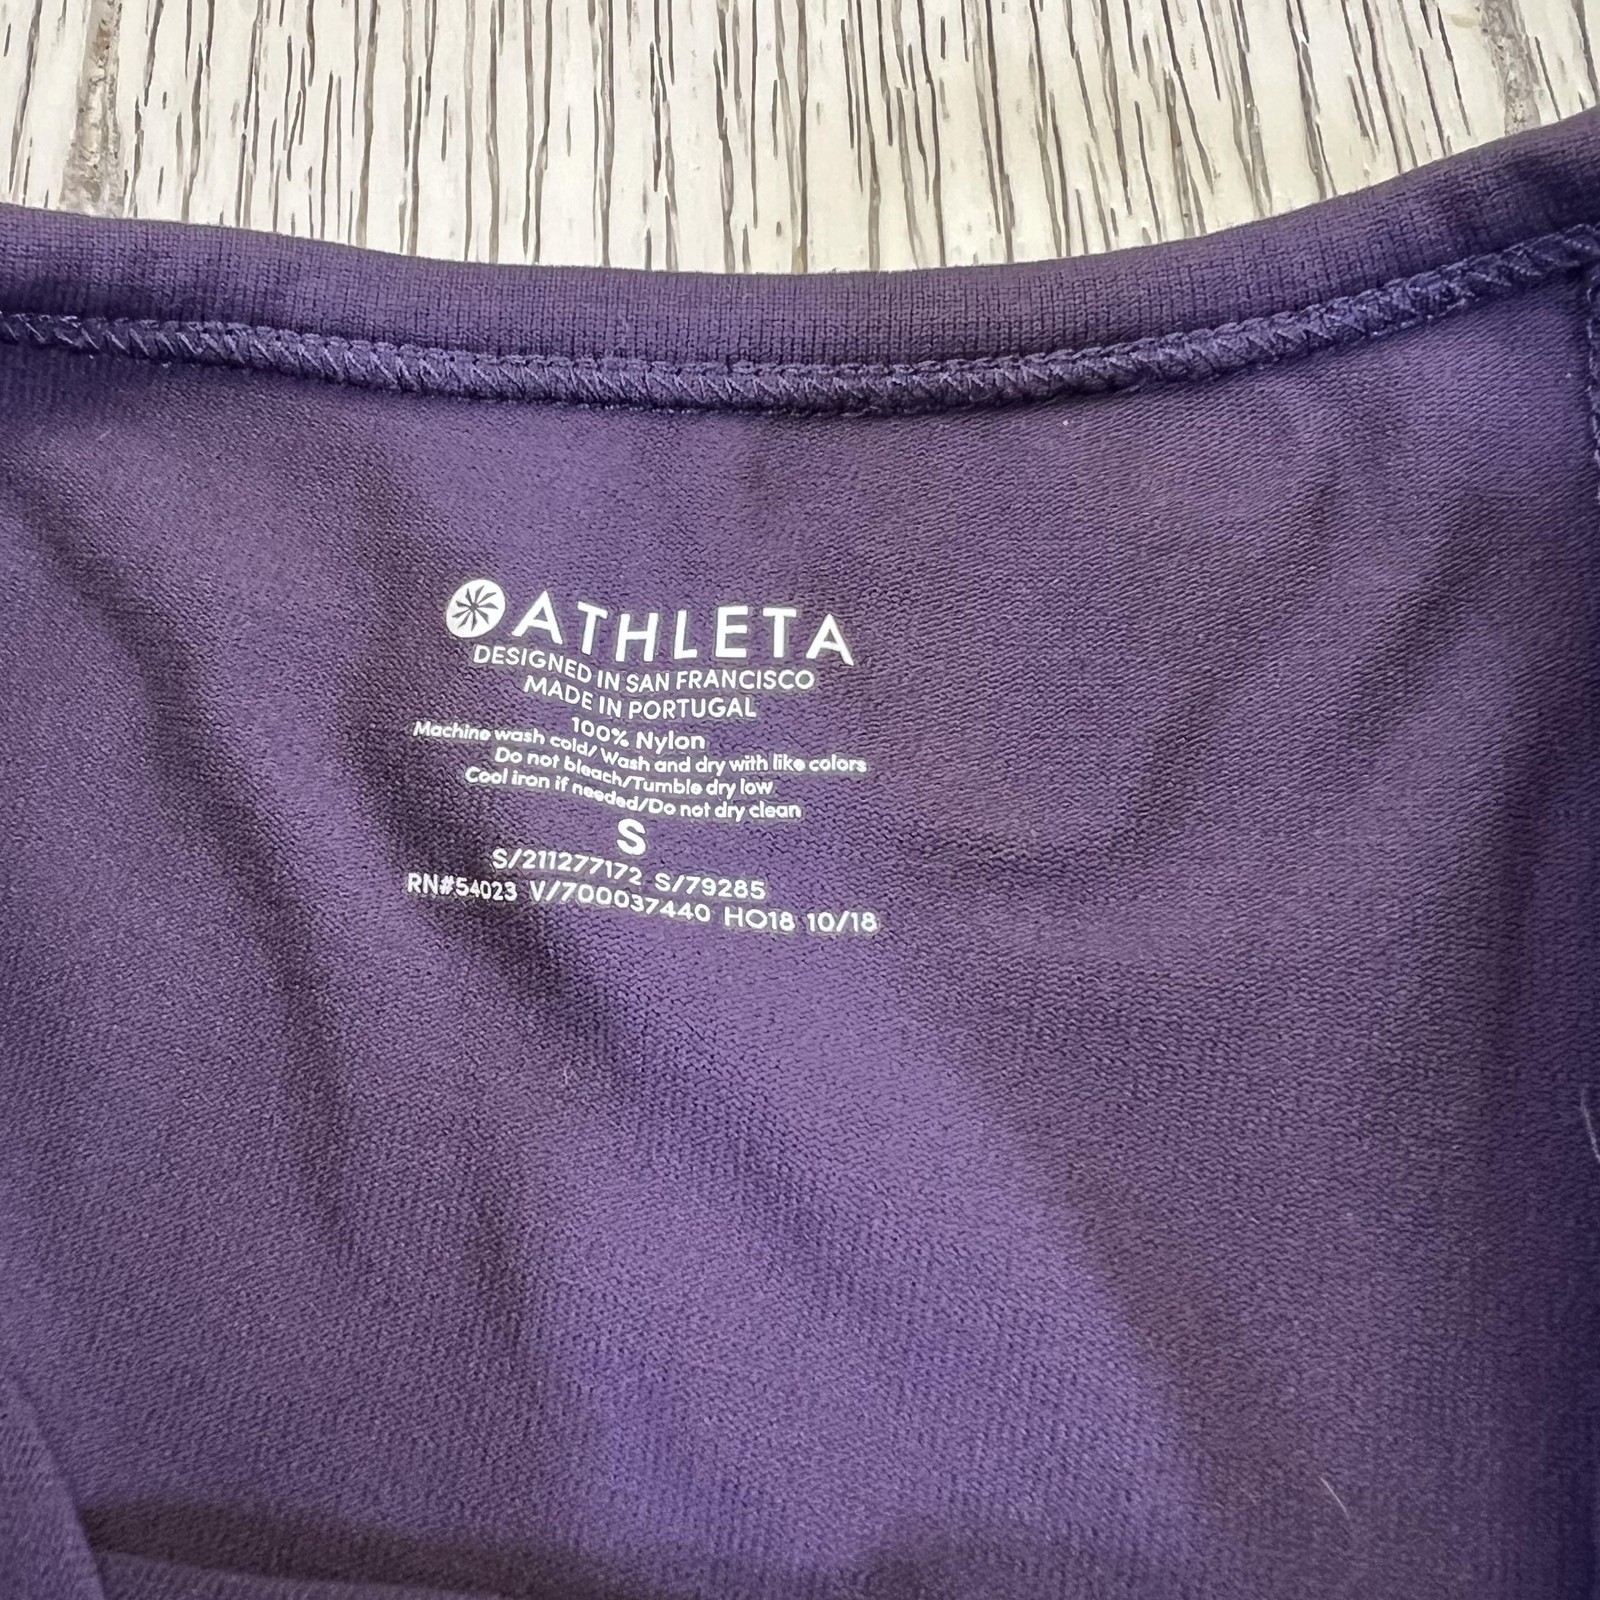 ATHLETA
DESIGNED IN SAN FRANCISCO
MADE IN PORTUGAL
100% Nylon
Machine wash cold/ Wash and dry with like colors
Do not bleach/Tumble dry low
Cool iron if needed/Do not dry clean
S
S/211277172 S/79285
RN#54023 V/700037440 HO18 10/18